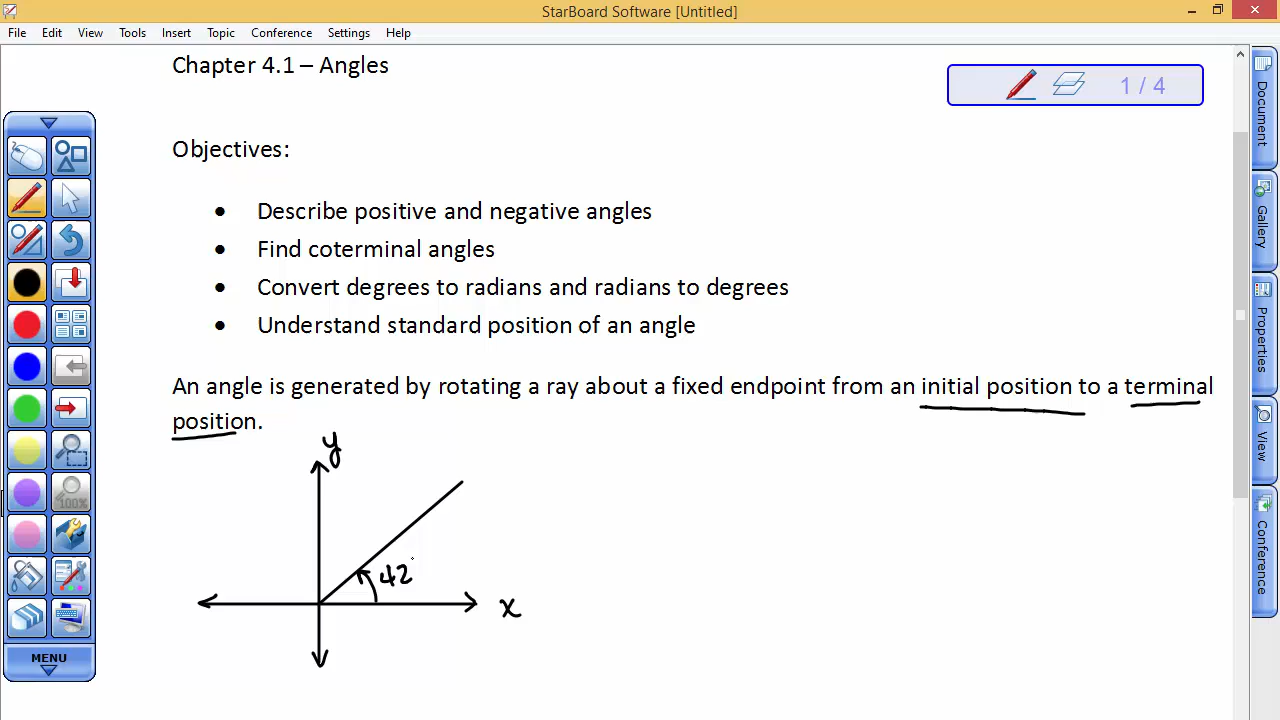 StarBoard Software [Untitled]
File Edit View Tools Insert Topic Conference Settings Help
Chapter 4.1 – Angles
1 / 4
Objectives:
• Describe positive and negative angles
• Find coterminal angles
• Convert degrees to radians and radians to degrees
• Understand standard position of an angle
An angle is generated by rotating a ray about a fixed endpoint from an initial position to a terminal
position.
y
42
x
100%
MENU
Document
Gallery
Properties
View
Conference